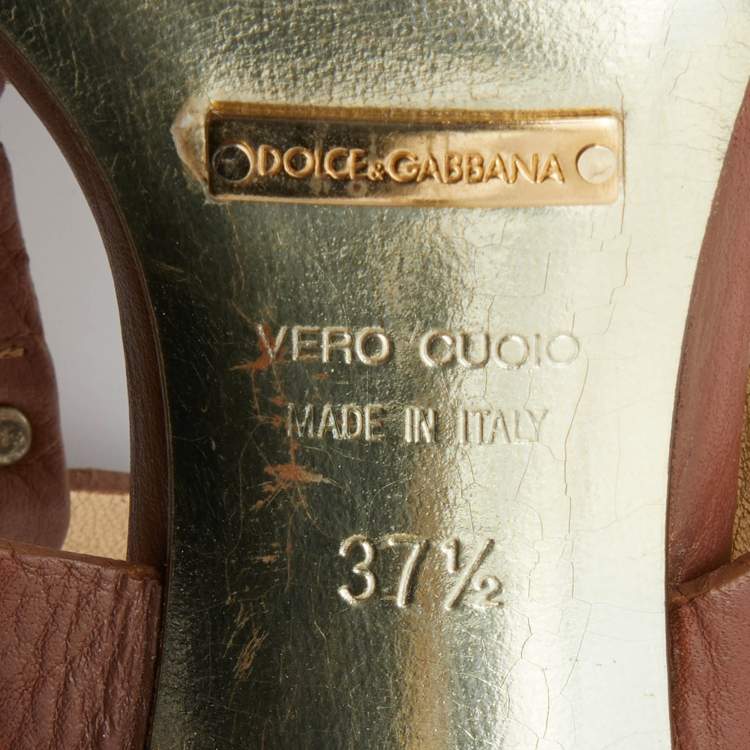 DOLCE&GABBANA
VERO CUOIO
MADE IN ITALY
37½